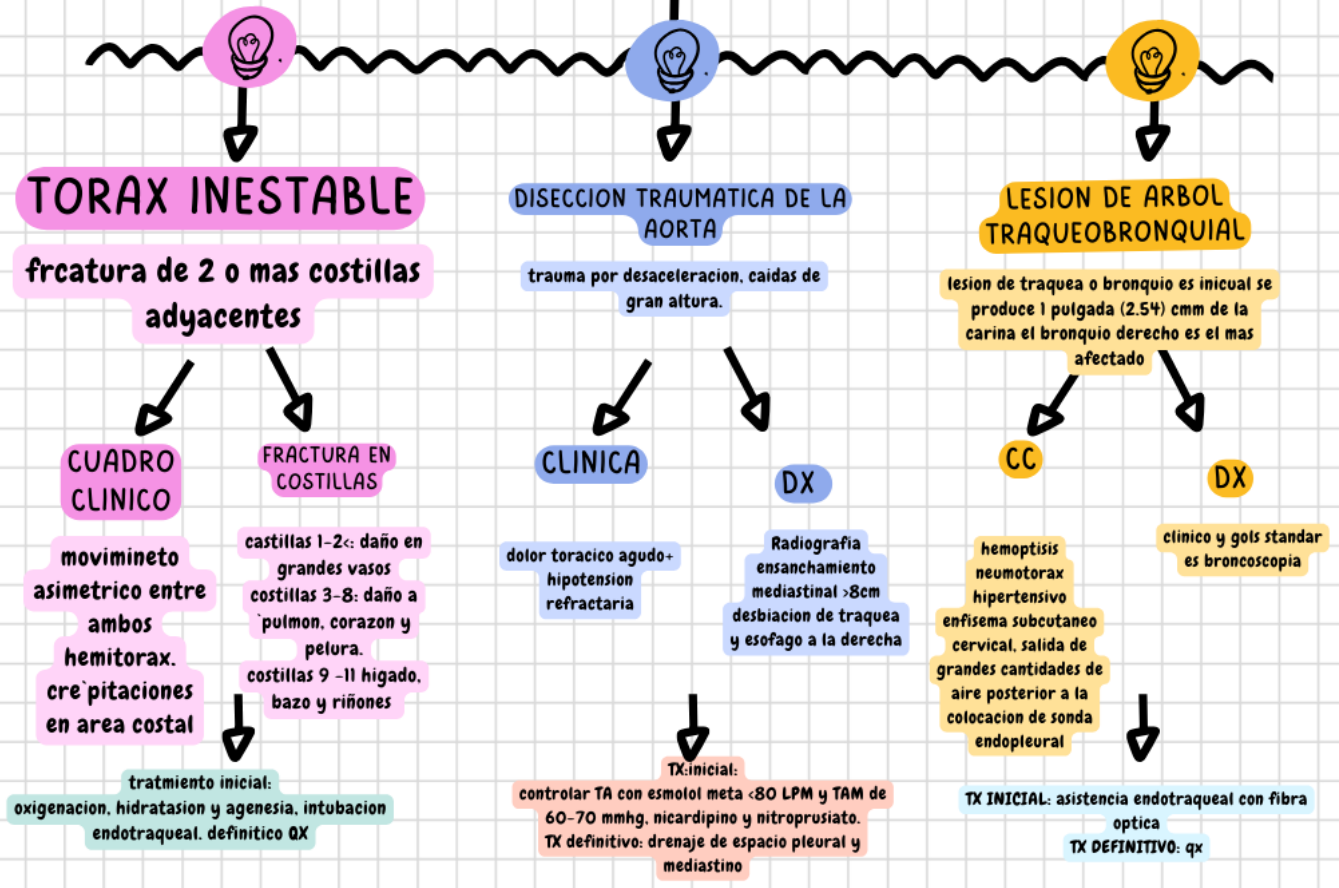 TORAX INESTABLE
frcatura de 2 o mas costillas
adyacentes
CUADRO
CLINICO
movimineto
asimetrico entre
ambos
hemitorax.
cre`pitaciones
en area costal
FRACTURA EN
COSTILLAS
castillas 1-2<: daño en
grandes vasos
costillas 3-8: daño a
`pulmon, corazon y
pelura.
costillas 9 -11 higado,
bazo y riñones
tratmiento inicial:
oxigenacion, hidratasion y agenesia, intubacion
endotraqueal. definitico QX
DISECCION TRAUMATICA DE LA
AORTA
trauma por desaceleracion, caidas de
gran altura.
CLINICA
dolor toracico agudo+
hipotension
refractaria
DX
Radiografia
ensanchamiento
mediastinal >8cm
desbiacion de traquea
y esofago a la derecha
TX:inicial:
controlar TA con esmolol meta <80 LPM y TAM de
60-70 mmhg, nicardipino y nitroprusiato.
TX definitivo: drenaje de espacio pleural y
mediastino
LESION DE ARBOL
TRAQUEOBRONQUIAL
lesion de traquea o bronquio es inicual se
produce 1 pulgada (2.54) cmm de la
carina el bronquio derecho es el mas
afectado
CC
hemoptisis
neumotorax
hipertensivo
enfisema subcutaneo
cervical, salida de
grandes cantidades de
aire posterior a la
colocacion de sonda
endopleural
DX
clinico y gols standar
es broncoscopia
TX INICIAL: asistencia endotraqueal con fibra
optica
TX DEFINITIVO: qx